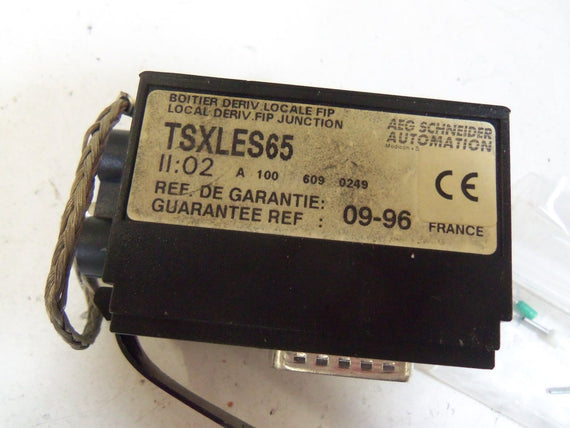 BOITIER DERIV.LOCALE FIP
LOCAL DERIV.FIP JUNCTION
AEG SCHNEIDER
AUTOMATION
TSXLES65
II:02 A 100 609 0249
REF. DE GARANTIE:
GUARANTEE REF : 09-96
CE
FRANCE